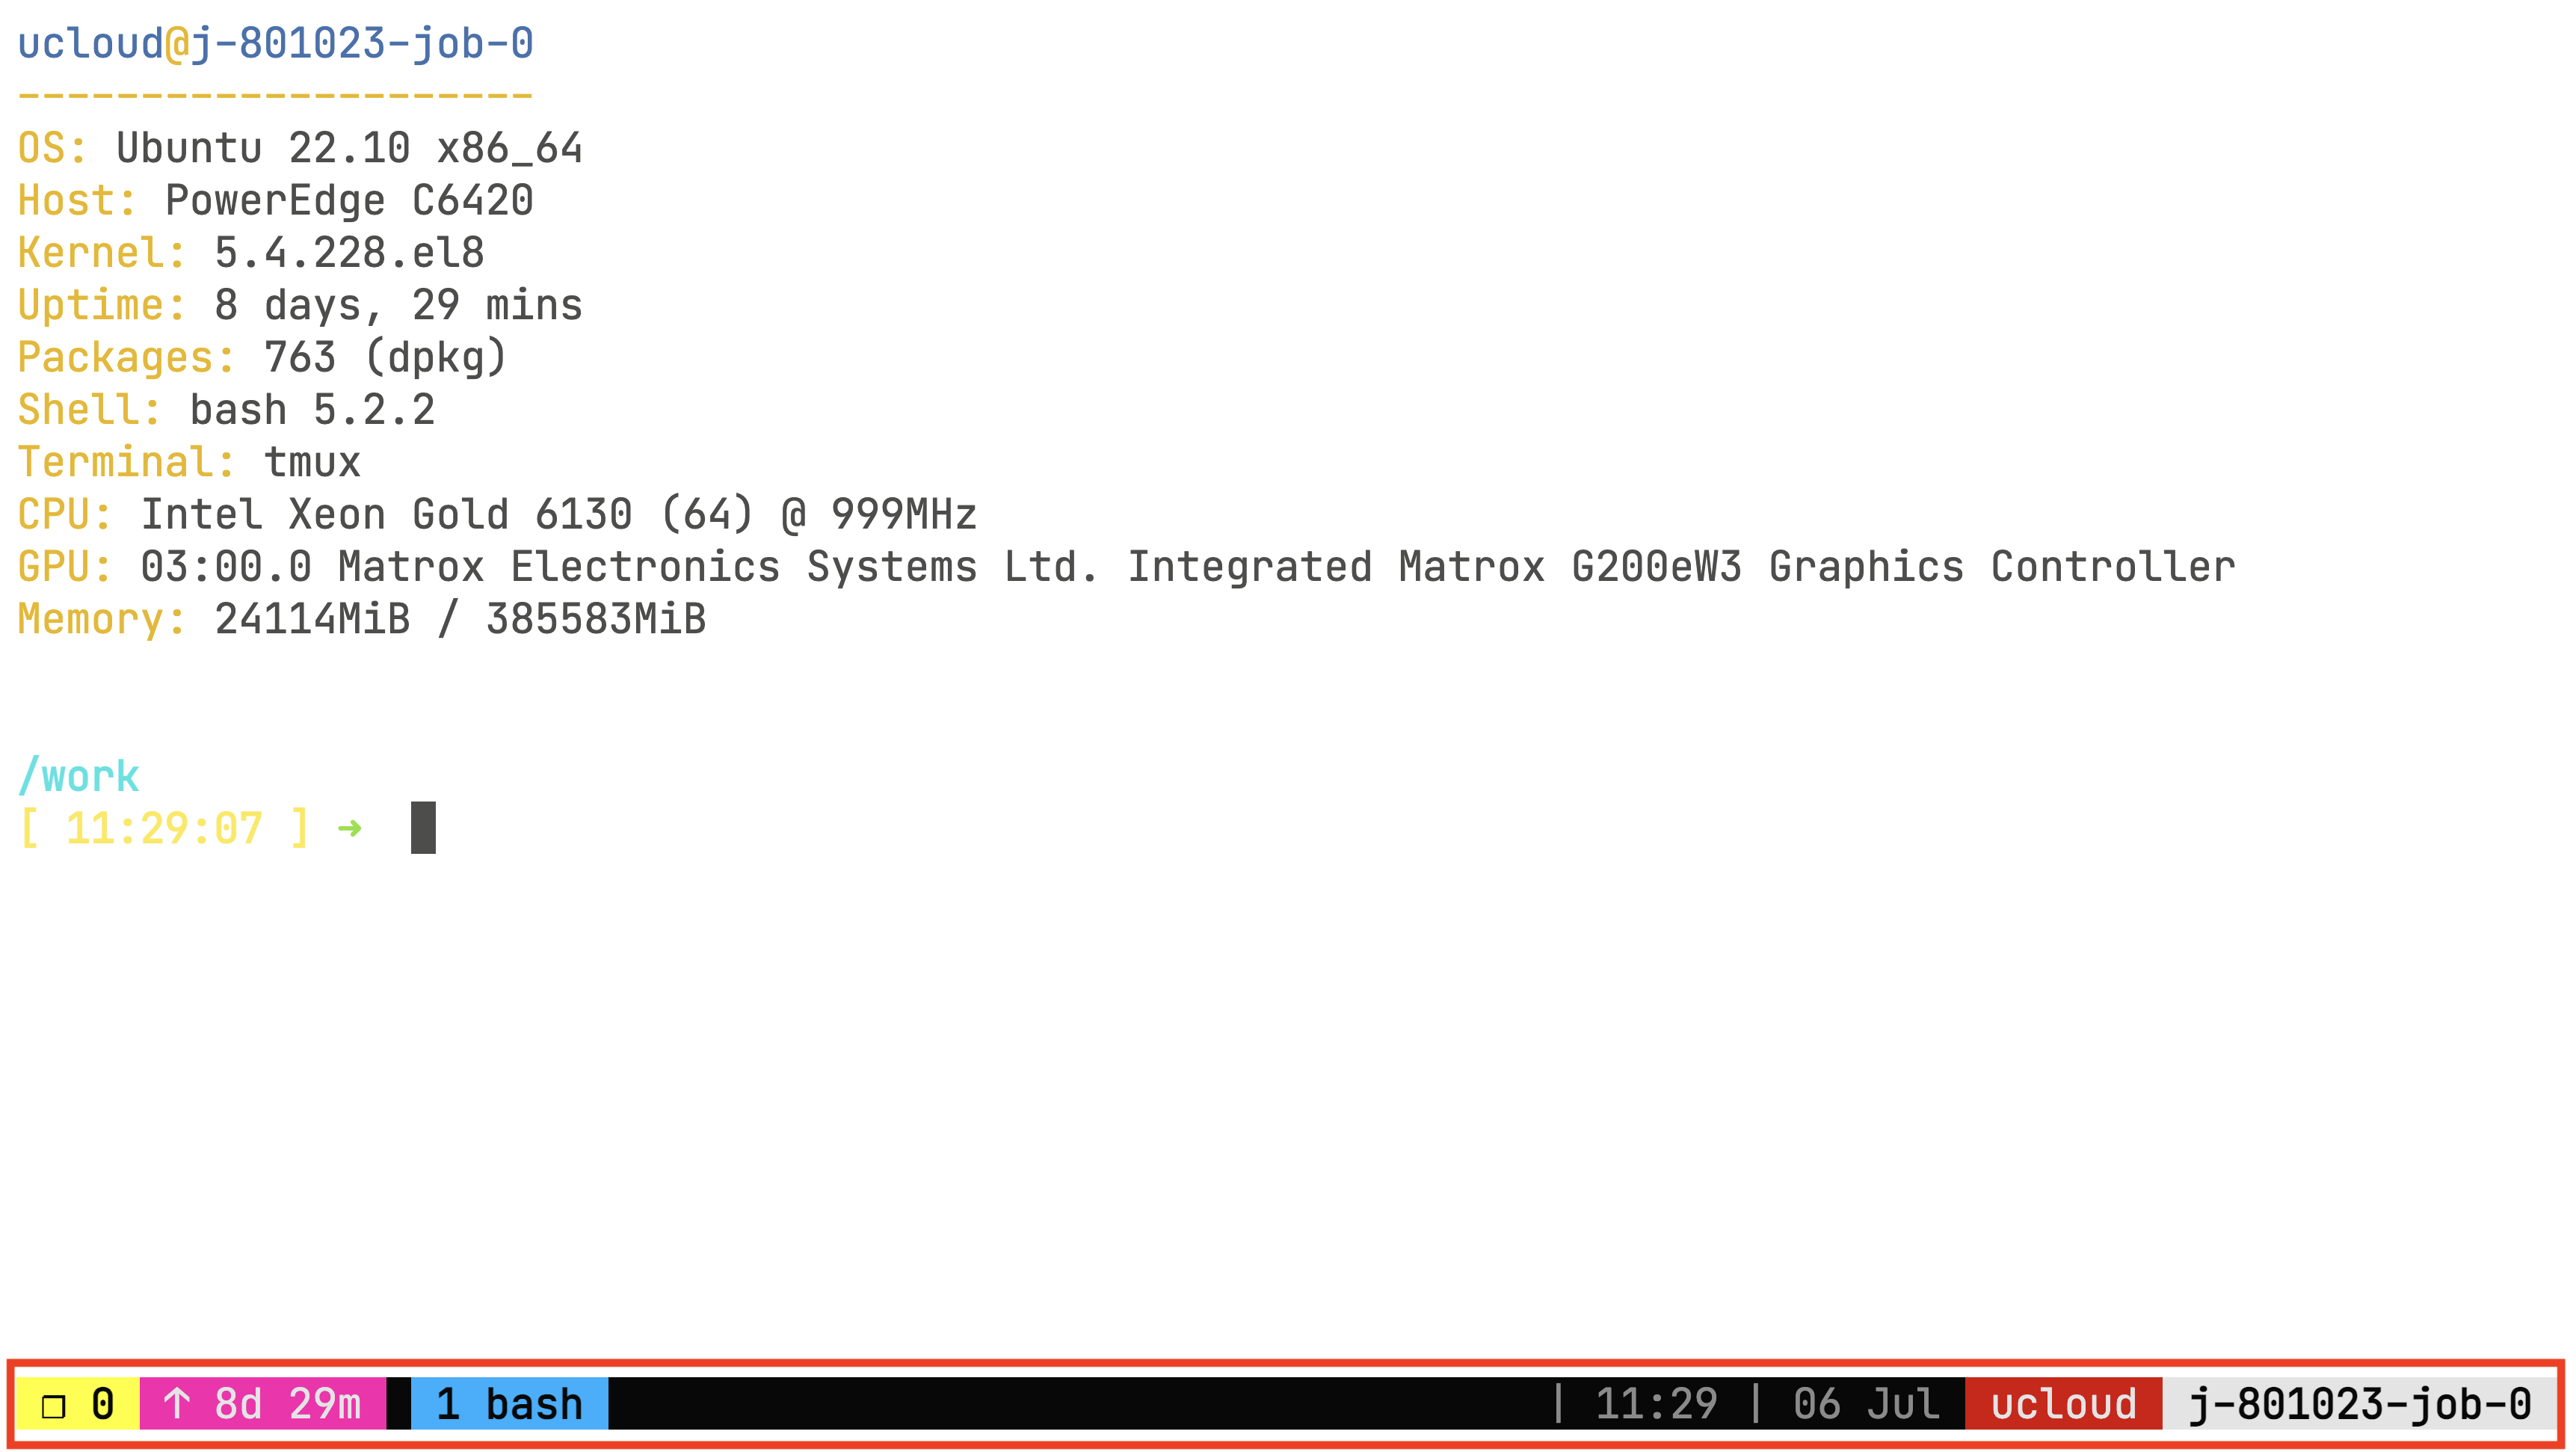 ucloud@j-801023-job-0
---------------------
OS: Ubuntu 22.10 x86_64
Host: PowerEdge C6420
Kernel: 5.4.228.el8
Uptime: 8 days, 29 mins
Packages: 763 (dpkg)
Shell: bash 5.2.2
Terminal: tmux
CPU: Intel Xeon Gold 6130 (64) @ 999MHz
GPU: 03:00.0 Matrox Electronics Systems Ltd. Integrated Matrox G200eW3 Graphics Controller
Memory: 24114MiB / 385583MiB
/work
[ 11:29:07 ] ➜
❐ 0 ↑ 8d 29m 1 bash | 11:29 | 06 Jul ucloud j-801023-job-0